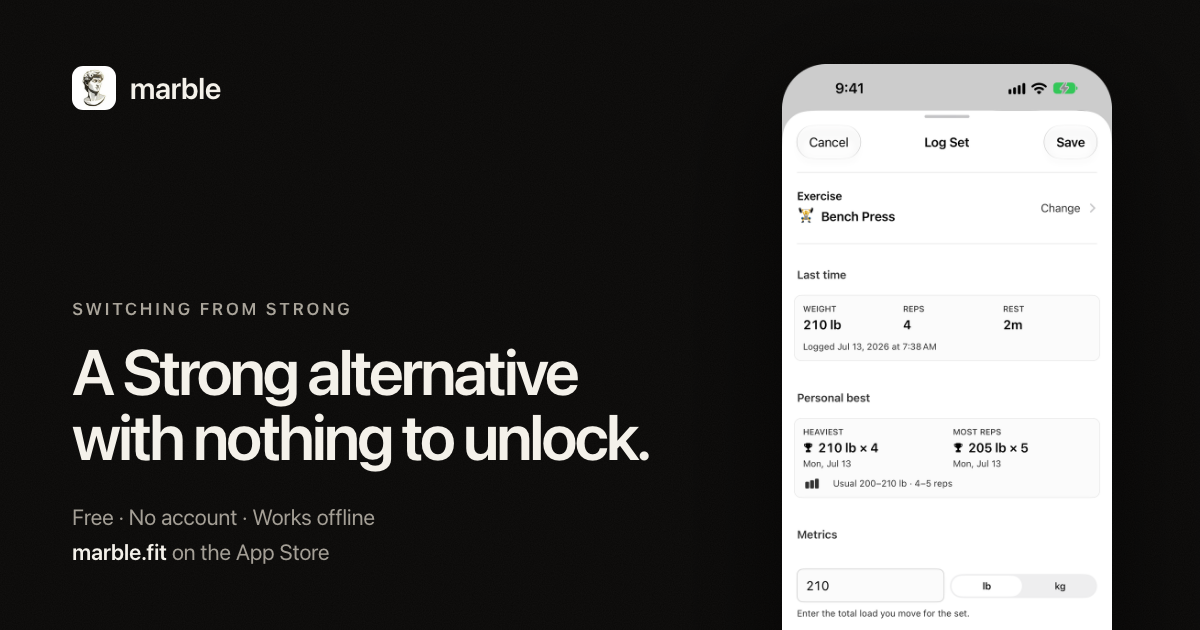 marble
SWITCHING FROM STRONG
A Strong alternative
with nothing to unlock.
Free · No account · Works offline
marble.fit on the App Store
9:41
Cancel
Log Set
Save
Exercise
Bench Press
Change
Last time
WEIGHT REPS REST
210 lb 4 2m
Logged Jul 13, 2026 at 7:38 AM
Personal best
HEAVIEST MOST REPS
210 lb × 4 205 lb × 5
Mon, Jul 13 Mon, Jul 13
Usual 200–210 lb · 4–5 reps
Metrics
210 lb kg
Enter the total load you move for the set.